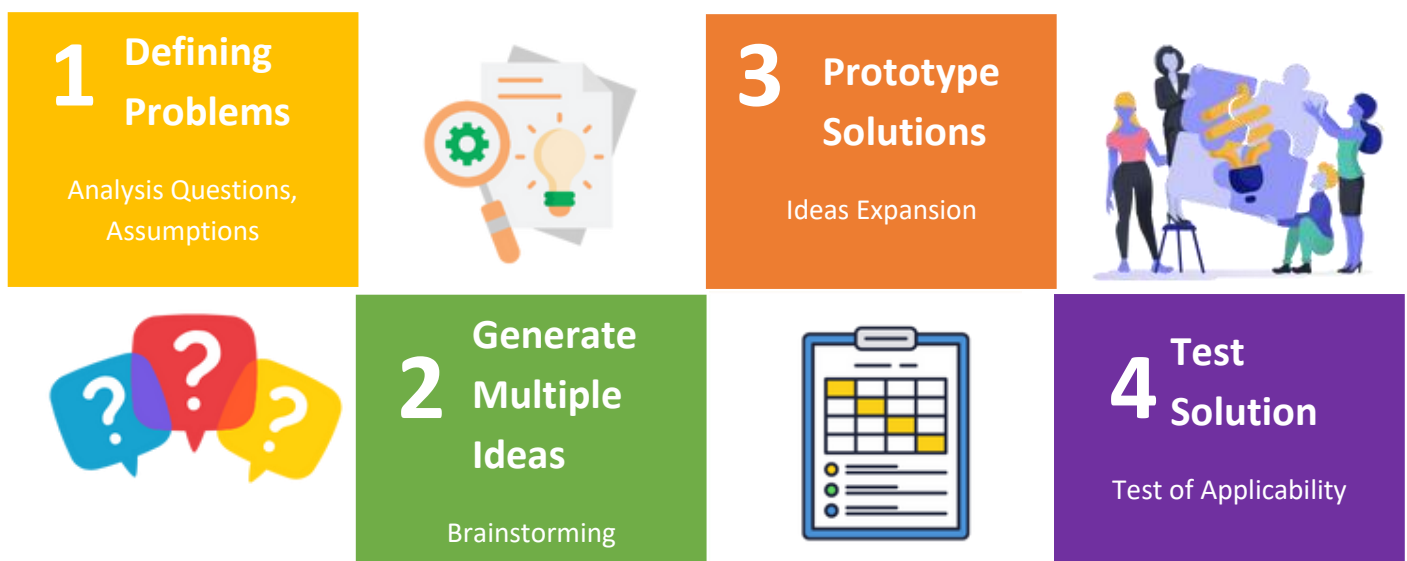 1
Defining
Problems
Analysis Questions,
Assumptions
2
Generate
Multiple
Ideas
Brainstorming
3
Prototype
Solutions
Ideas Expansion
4
Test
Solution
Test of Applicability
? ? ?